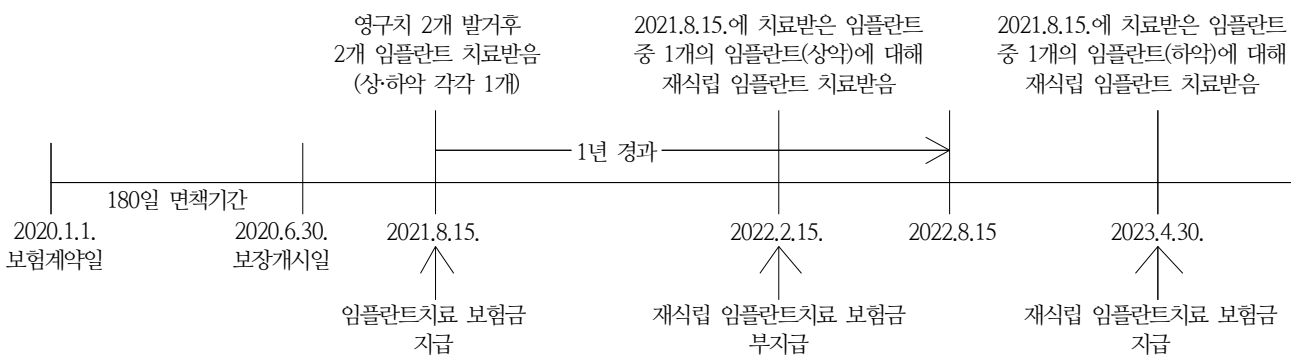 영구치 2개 발거후
2개 임플란트 치료받음
(상·하악 각각 1개)
2021.8.15.에 치료받은 임플란트
중 1개의 임플란트(상악)에 대해
재식립 임플란트 치료받음
2021.8.15.에 치료받은 임플란트
중 1개의 임플란트(하악)에 대해
재식립 임플란트 치료받음
1년 경과
180일 면책기간
2020.1.1.
보험계약일
2020.6.30.
보장개시일
2021.8.15.
2022.2.15.
2022.8.15
2023.4.30.
임플란트치료 보험금
지급
재식립 임플란트치료 보험금
부지급
재식립 임플란트치료 보험금
지급